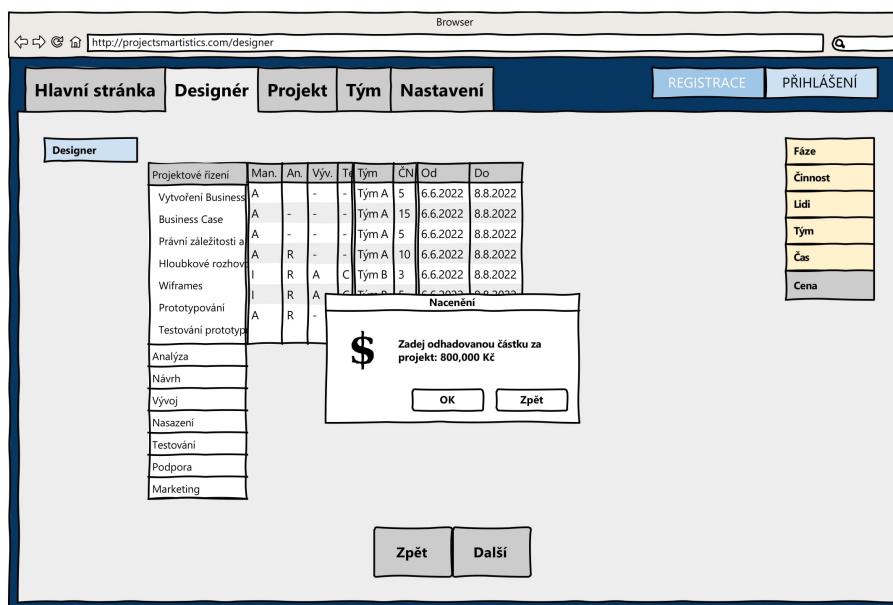 Browser
http://projectsmartistics.com/designer
Hlavní stránka Designér Projekt Tým Nastavení REGISTRACE PŘIHLÁŠENÍ
Designer
Fáze
Činnost
Lidi
Tým
Čas
Cena
Projektové řízení Man. An. Výv. Te Tým ČN Od Do
Vytvoření Business A - - Tým A 5 6.6.2022 8.8.2022
Business Case A - - - Tým A 15 6.6.2022 8.8.2022
Právní záležitosti a A - - - Tým A 5 6.6.2022 8.8.2022
Hloubkové rozhov A R - - Tým A 10 6.6.2022 8.8.2022
Wiframes I R A C Tým B 3 6.6.2022 8.8.2022
Prototypování I R A
Testování prototyp A R -
Analýza
Návrh
Vývoj
Nasazení
Testování
Podpora
Marketing
Nacenění
$
Zadej odhadovanou částku za
projekt: 800,000 Kč
OK Zpět
Zpět Další